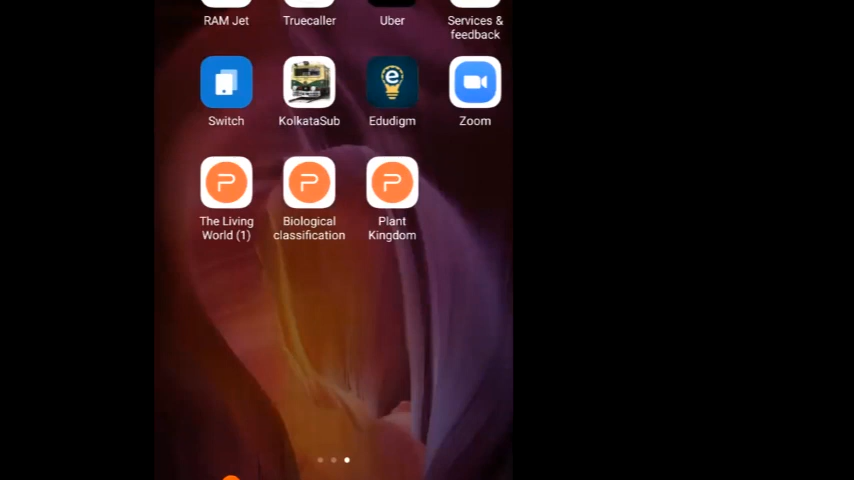 RAM Jet
Truecaller
Uber
Services &
feedback
Switch
KolkataSub
e
Edudigm
Zoom
The Living
World (1)
Biological
classification
Plant
Kingdom